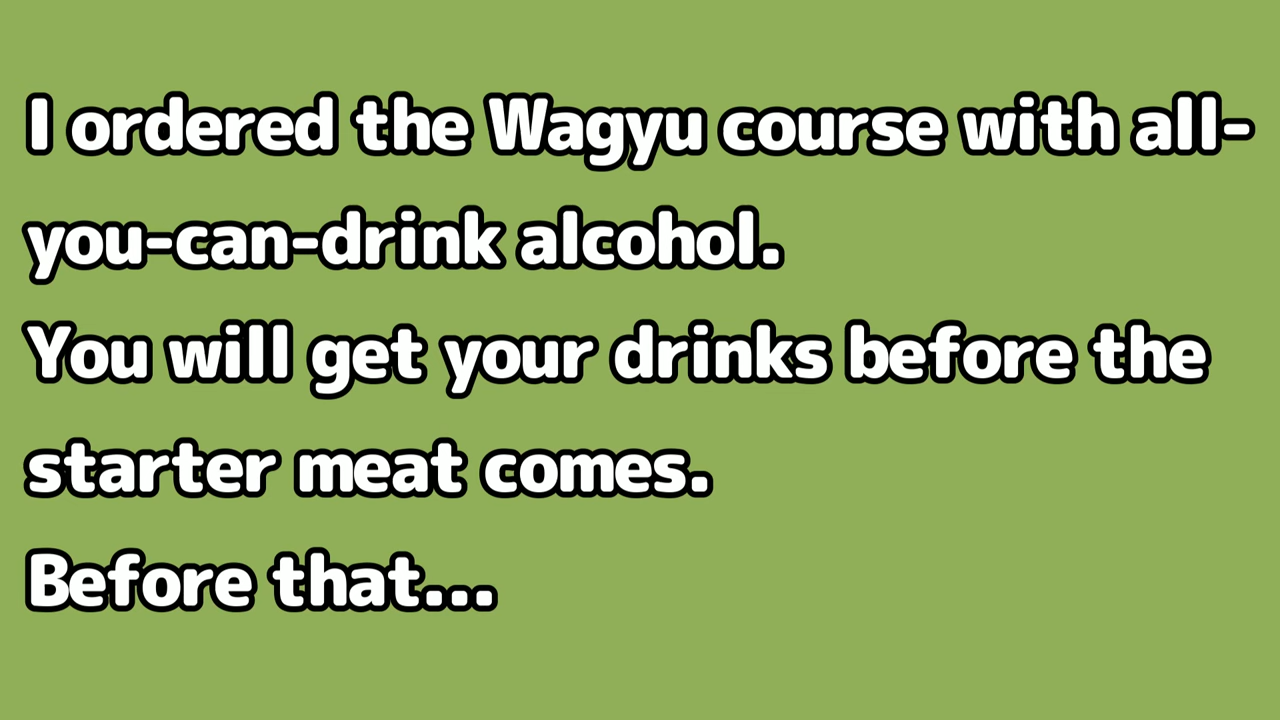 I ordered the Wagyu course with all-
you-can-drink alcohol.
You will get your drinks before the
starter meat comes.
Before that...